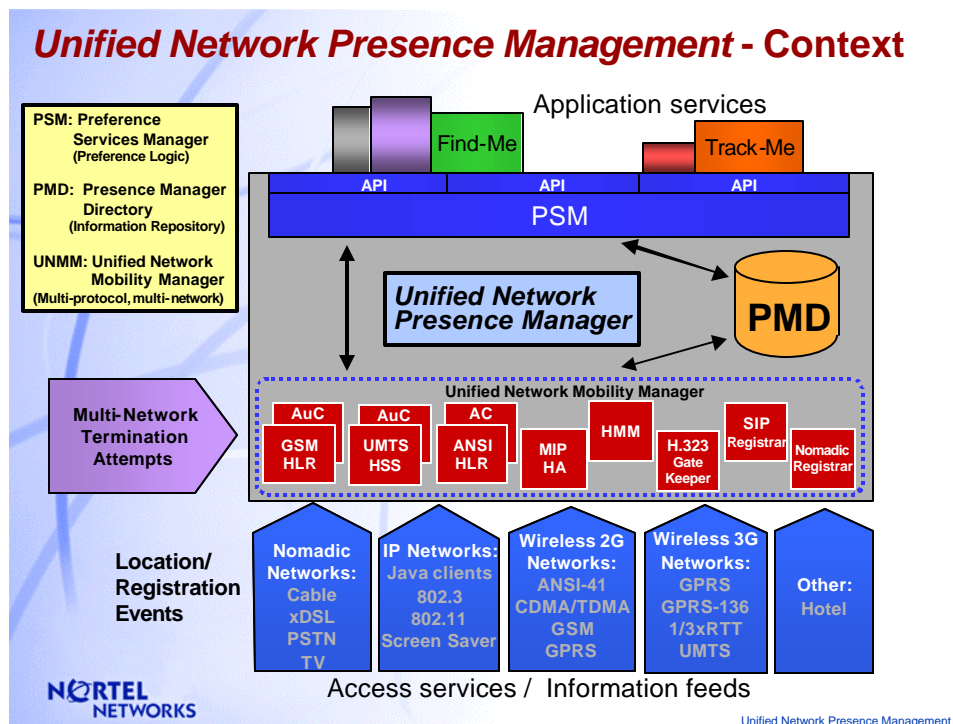 Unified Network Presence Management - Context
PSM: Preference
Services Manager
(Preference Logic)
PMD: Presence Manager
Directory
(Information Repository)
UNMM: Unified Network
Mobility Manager
(Multi-protocol, multi-network)
Application services
Find-Me
Track-Me
API
API
API
PSM
Unified Network
Presence Manager
PMD
Multi-Network
Termination
Attempts
Unified Network Mobility Manager
AuC
GSM
HLR
AuC
UMTS
HSS
AC
ANSI
HLR
MIP
HA
HMM
H.323
Gate
Keeper
SIP
Registrar
Nomadic
Registrar
Location/
Registration
Events
Nomadic
Networks:
Cable
xDSL
PSTN
TV
IP Networks:
Java clients
802.3
802.11
Screen Saver
Wireless 2G
Networks:
ANSI-41
CDMA/TDMA
GSM
GPRS
Wireless 3G
Networks:
GPRS
GPRS-136
1/3xRTT
UMTS
Other:
Hotel
Access services / Information feeds
NORTEL
NETWORKS
Unified Network Presence Management